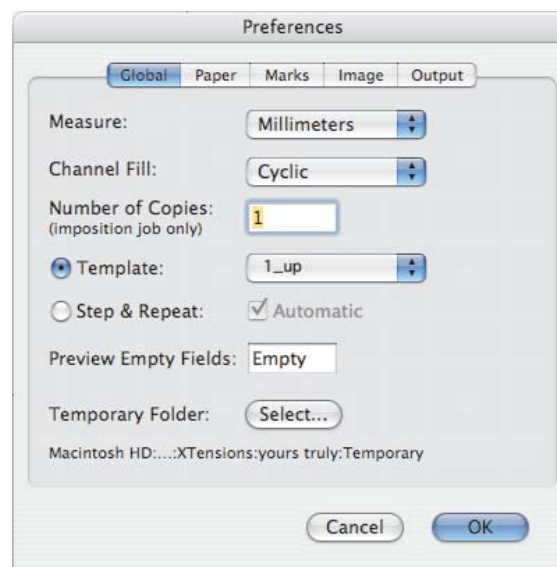 Preferences
Global Paper Marks Image Output
Measure: Millimeters
Channel Fill: Cyclic
Number of Copies: 1
(imposition job only)
Template: 1_up
Step & Repeat: Automatic
Preview Empty Fields: Empty
Temporary Folder: Select...
Macintosh HD:...:XTensions:yours truly:Temporary
Cancel OK